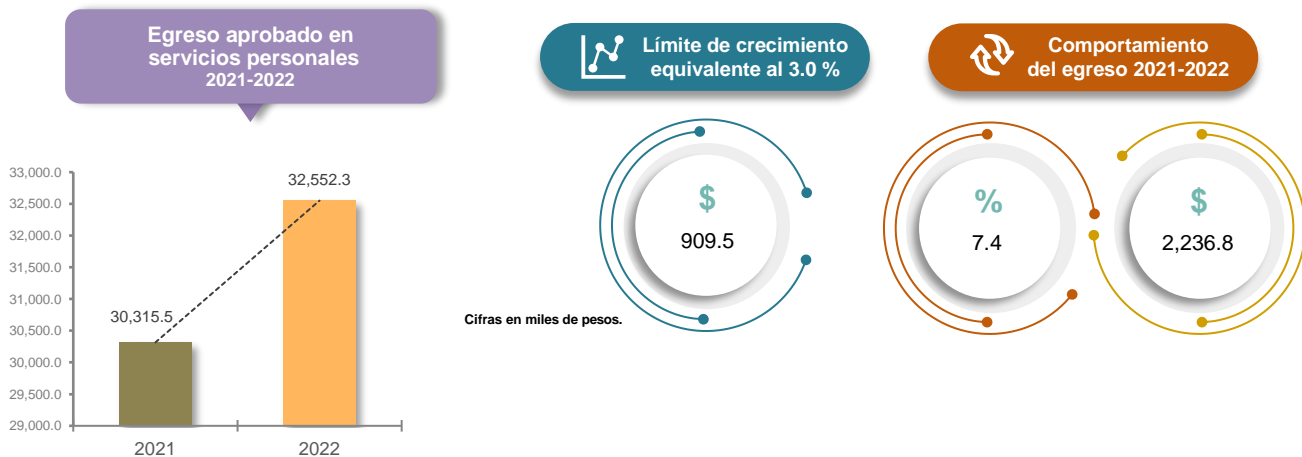 Egreso aprobado en
servicios personales
2021-2022
Límite de crecimiento
equivalente al 3.0 %
Comportamiento
del egreso 2021-2022
33,000.0
32,500.0
32,000.0
31,500.0
31,000.0
30,500.0
30,000.0
29,500.0
29,000.0
30,315.5
32,552.3
2021
2022
$
909.5
%
7.4
$
2,236.8
Cifras en miles de pesos.